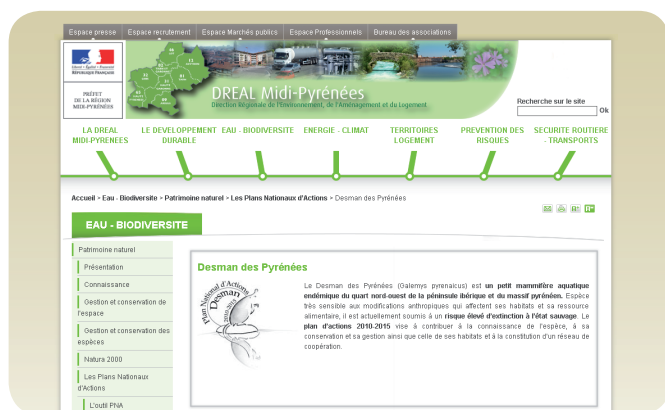 Espace presse Espace recrutement Espace Marchés publics Espace Professionnels Bureau des associations
Liberté • Égalité • Fraternité
RÉPUBLIQUE FRANÇAISE
PRÉFET
DE LA RÉGION
MIDI-PYRÉNÉES
DREAL Midi-Pyrénées
Direction Régionale de l'Environnement, de l'Aménagement et du Logement
Recherche sur le site
Ok
LA DREAL MIDI-PYRENEES
LE DEVELOPPEMENT DURABLE
EAU - BIODIVERSITE
ENERGIE - CLIMAT
TERRITOIRES LOGEMENT
PREVENTION DES RISQUES
SECURITE ROUTIERE - TRANSPORTS
Accueil > Eau - Biodiversite > Patrimoine naturel > Les Plans Nationaux d'Actions > Desman des Pyrénées
EAU - BIODIVERSITE
Patrimoine naturel
Présentation
Connaissance
Gestion et conservation de
l'espace
Gestion et conservation des
espèces
Natura 2000
Les Plans Nationaux
d'Actions
L'outil PNA
Desman des Pyrénées
Plan National d'Actions
Desman
2010-2015
Le Desman des Pyrénées (Galemys pyrenaicus) est un petit mammifère aquatique
endémique du quart nord-ouest de la péninsule ibérique et du massif pyrénéen. Espèce
très sensible aux modifications anthropiques qui affectent ses habitats et sa ressource
alimentaire, il est actuellement soumis à un risque élevé d'extinction à l'état sauvage. Le
plan d'actions 2010-2015 vise à contribuer à la connaissance de l'espèce, à sa
conservation et sa gestion ainsi que celle de ses habitats et à la constitution d'un réseau de
coopération.